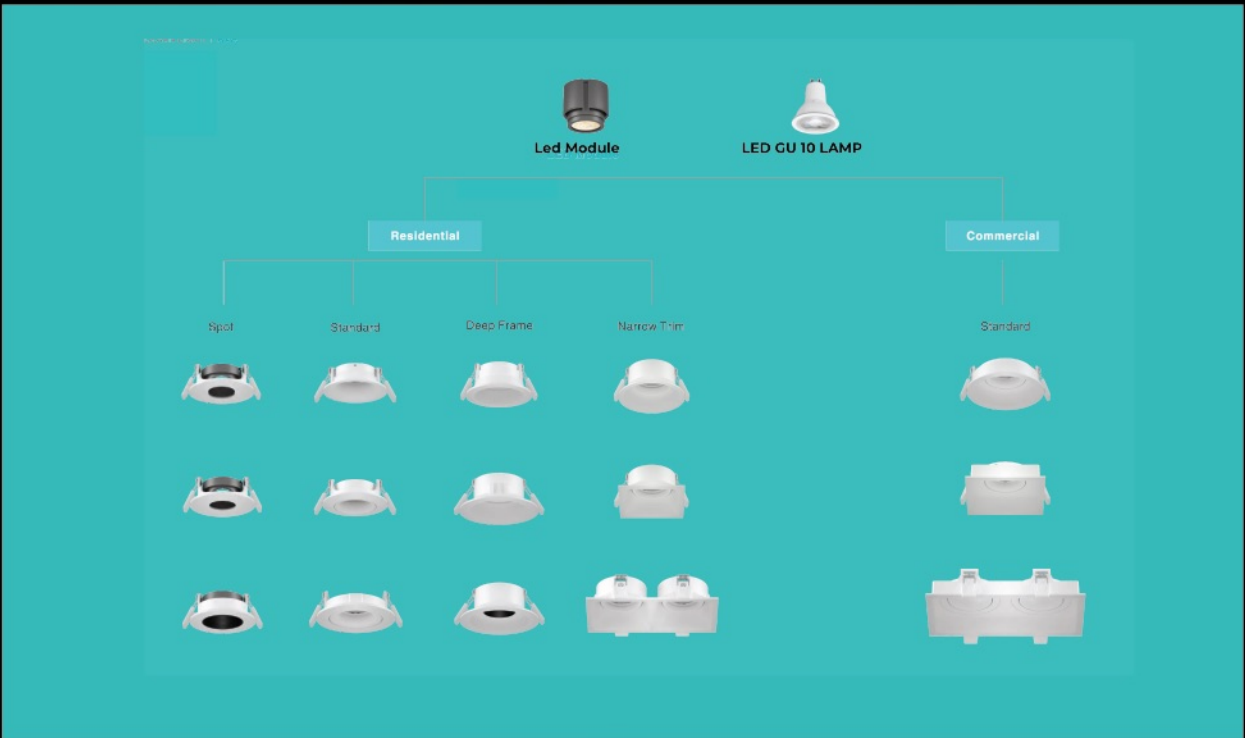 Led Module
LED GU 10 LAMP
Residential
Commercial
Spot
Standard
Deep Frame
Narrow Trim
Standard